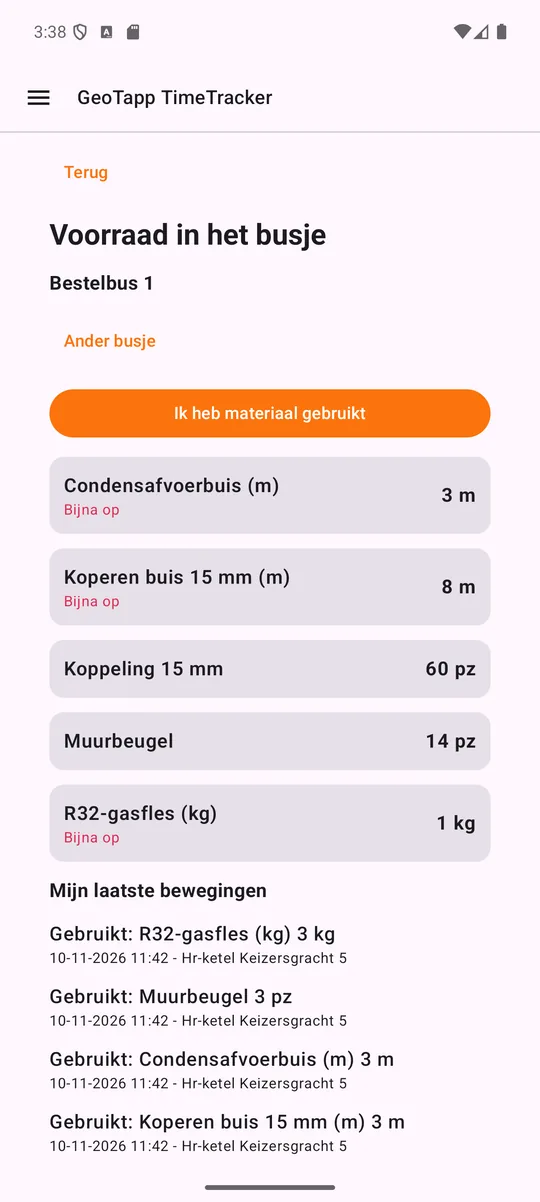 3:38
GeoTapp TimeTracker
Terug
Voorraad in het busje
Bestelbus 1
Ander busje
Ik heb materiaal gebruikt
Condensafvoerbuis (m)
3 m
Bijna op
Koperen buis 15 mm (m)
8 m
Bijna op
Koppeling 15 mm
60 pz
Muurbeugel
14 pz
R32-gasfles (kg)
1 kg
Bijna op
Mijn laatste bewegingen
Gebruikt: R32-gasfles (kg) 3 kg
10-11-2026 11:42 - Hr-ketel Keizersgracht 5
Gebruikt: Muurbeugel 3 pz
10-11-2026 11:42 - Hr-ketel Keizersgracht 5
Gebruikt: Condensafvoerbuis (m) 3 m
10-11-2026 11:42 - Hr-ketel Keizersgracht 5
Gebruikt: Koperen buis 15 mm (m) 3 m
10-11-2026 11:42 - Hr-ketel Keizersgracht 5